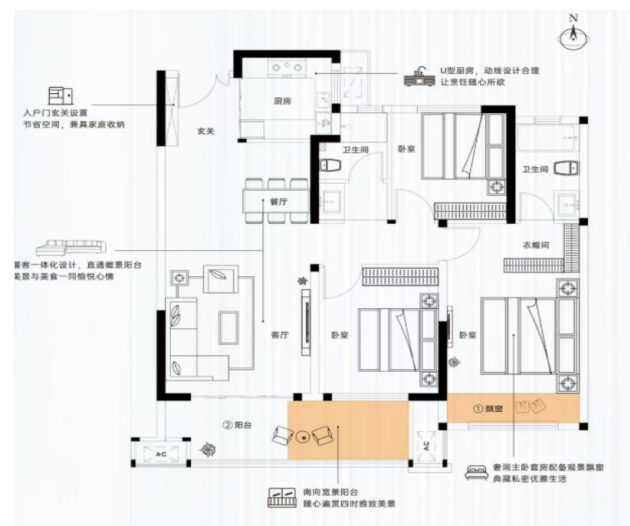 N
U型厨房，动线设计合理
让烹饪随心所欲
入户门玄关设置
节省空间，兼具家庭收纳
厨房
玄关
卫生间
卧室
卫生间
餐厅
衣帽间
餐客一体化设计，直通瞰景阳台
美景与美食一同愉悦心情
客厅
卧室
卧室
①飘窗
②阳台
AC
AC
奢阔主卧套房配备观景飘窗
典藏私密优雅生活
南向宽景阳台
随心遍赏四时雅致美景